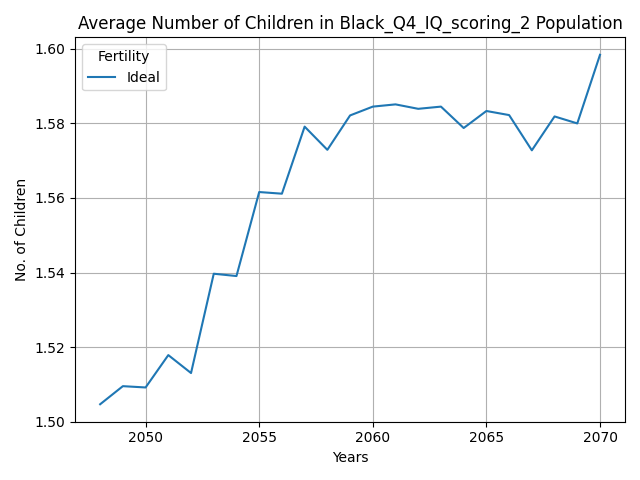 Average Number of Children in Black_Q4_IQ_scoring_2 Population
Fertility
Ideal
No. of Children
1.60
1.58
1.56
1.54
1.52
1.50
2050 2055 2060 2065 2070
Years